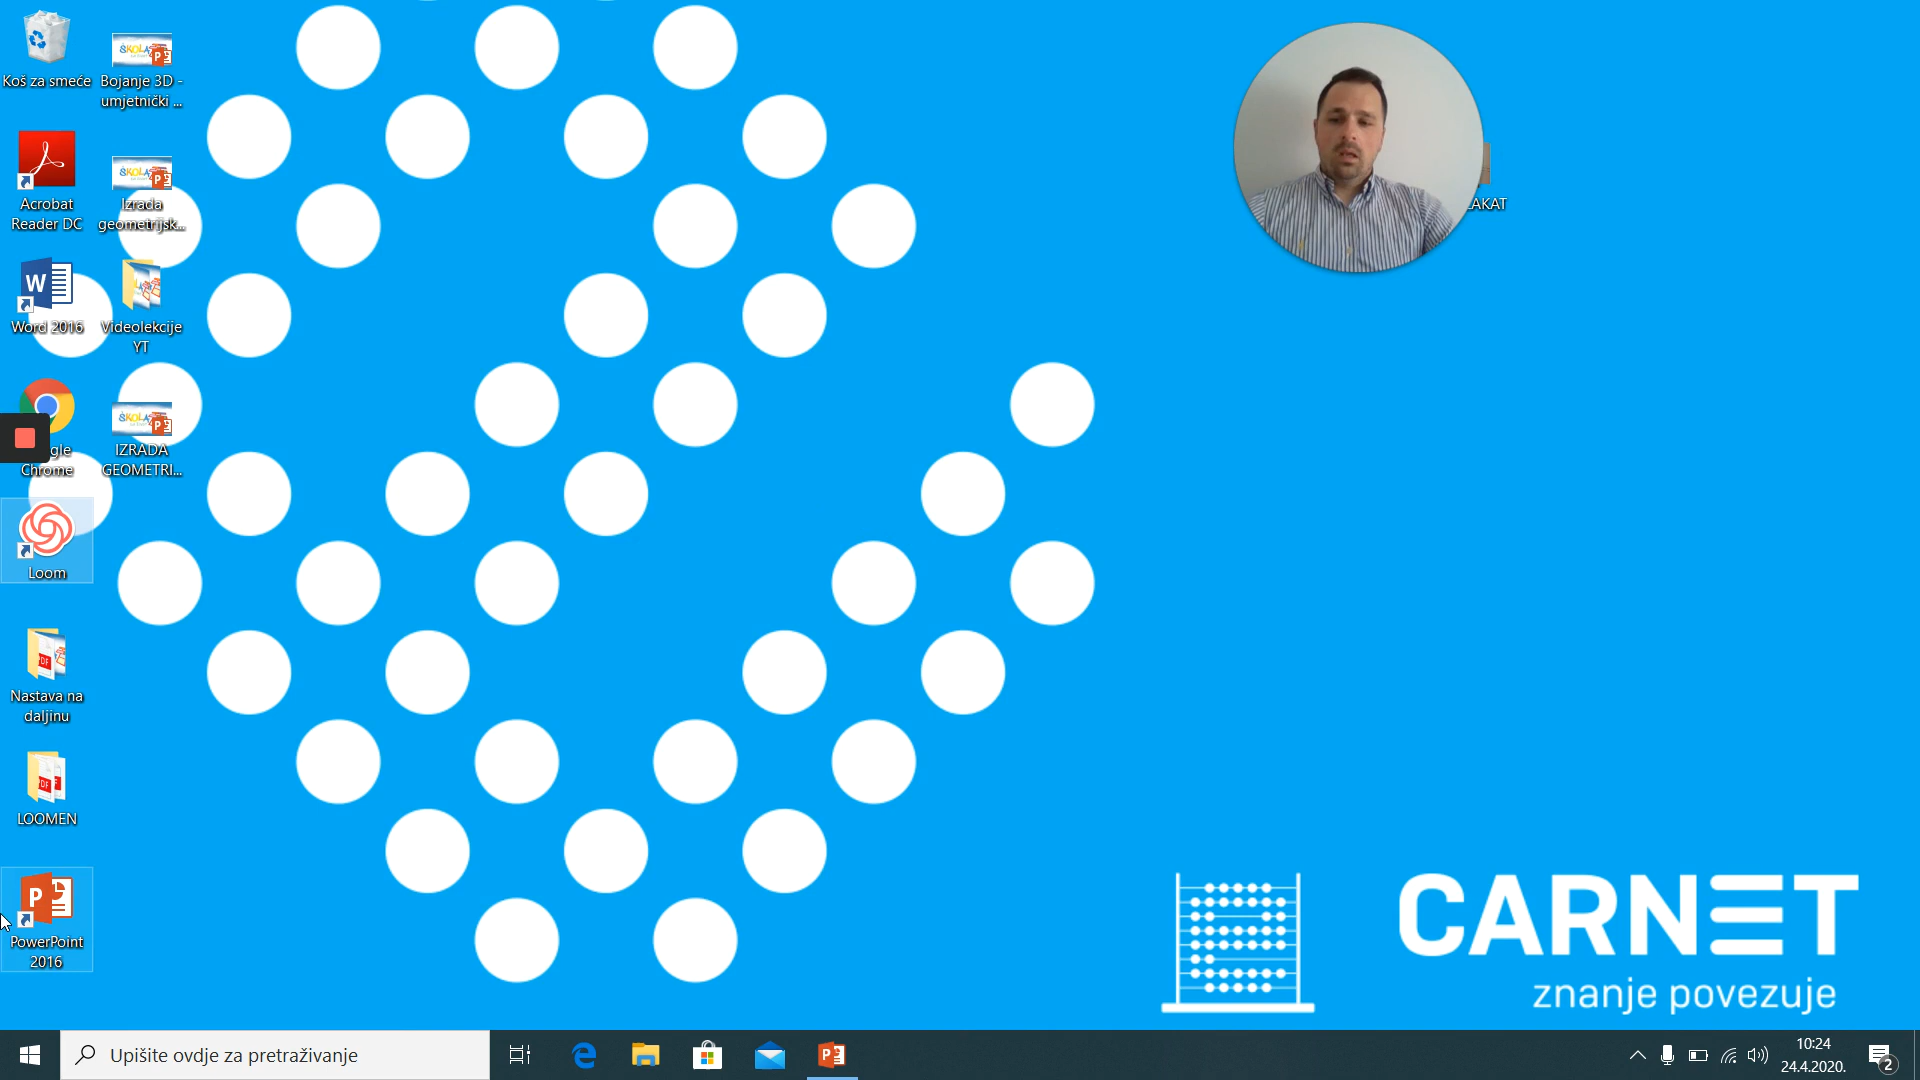 Koš za smeće
Bojanje 3D -
umjetnički ...
Acrobat
Reader DC
Izrada
geometrijsk...
Word 2016
Videolekcije
YT
Chrome
IZRADA
GEOMETRI...
Loom
Nastava na
daljinu
LOOMEN
PowerPoint
2016
CARNET
znanje povezuje
Upišite ovdje za pretraživanje
10:24
24.4.2020.
2